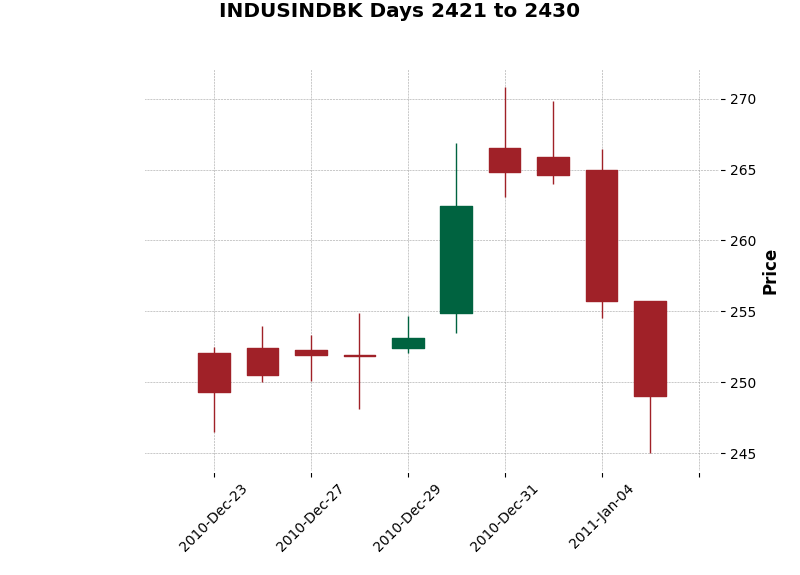 INDUSINDBK Days 2421 to 2430
270
265
260
255
250
245
Price
2010-Dec-23
2010-Dec-27
2010-Dec-29
2010-Dec-31
2011-Jan-04